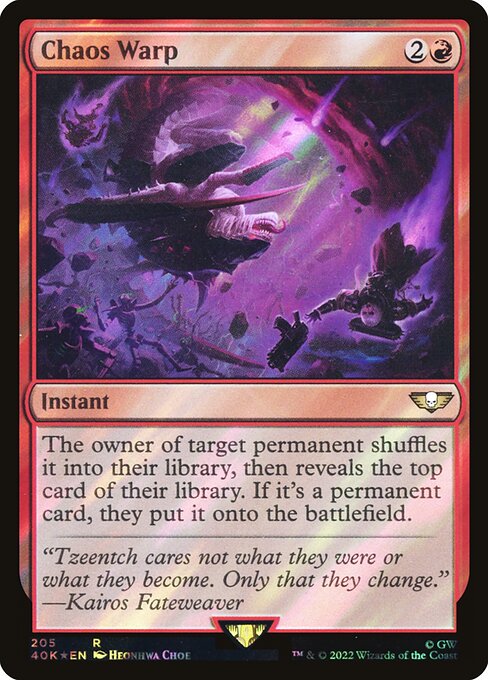 Chaos Warp 2
Instant
The owner of target permanent shuffles
it into their library, then reveals the top
card of their library. If it's a permanent
card, they put it onto the battlefield.
“Tzeentch cares not what they were or
what they become. Only that they change.”
—Kairos Fateweaver
205 R © GW
40K★EN Heonhwa Choe ™ & © 2022 Wizards of the Coast